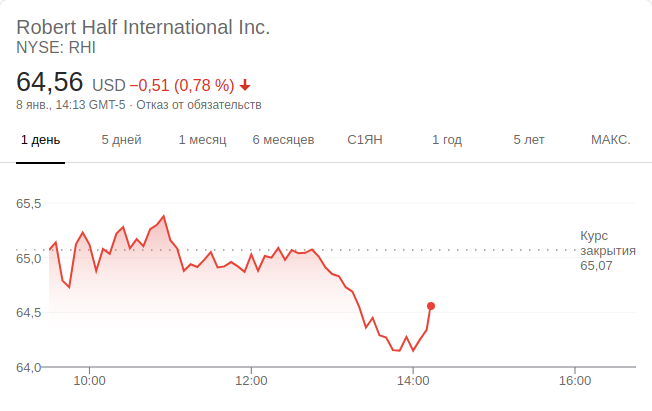 Robert Half International Inc.
NYSE: RHI
64,56 USD −0,51 (0,78 %)
8 янв., 14:13 GMT-5 · Отказ от обязательств
1 день 5 дней 1 месяц 6 месяцев С1ЯН 1 год 5 лет МАКС.
65,5
Курс
закрытия
65,0
65,07
64,5
64,0
10:00 12:00 14:00 16:00